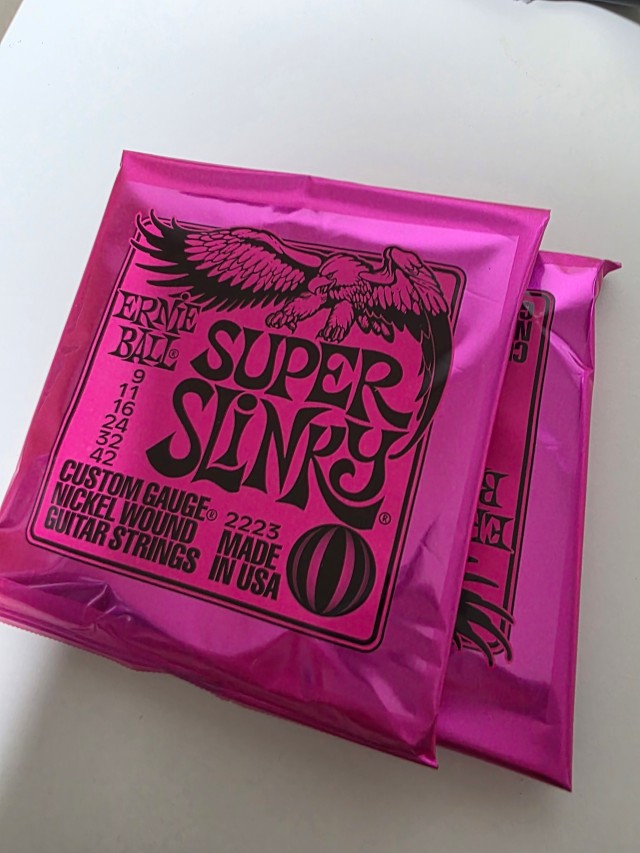 ERNIE
BALL®
SUPER
SLINKY®
9
11
16
24
32
42
CUSTOM GAUGE®
NICKEL WOUND
GUITAR STRINGS
2223
MADE
IN USA